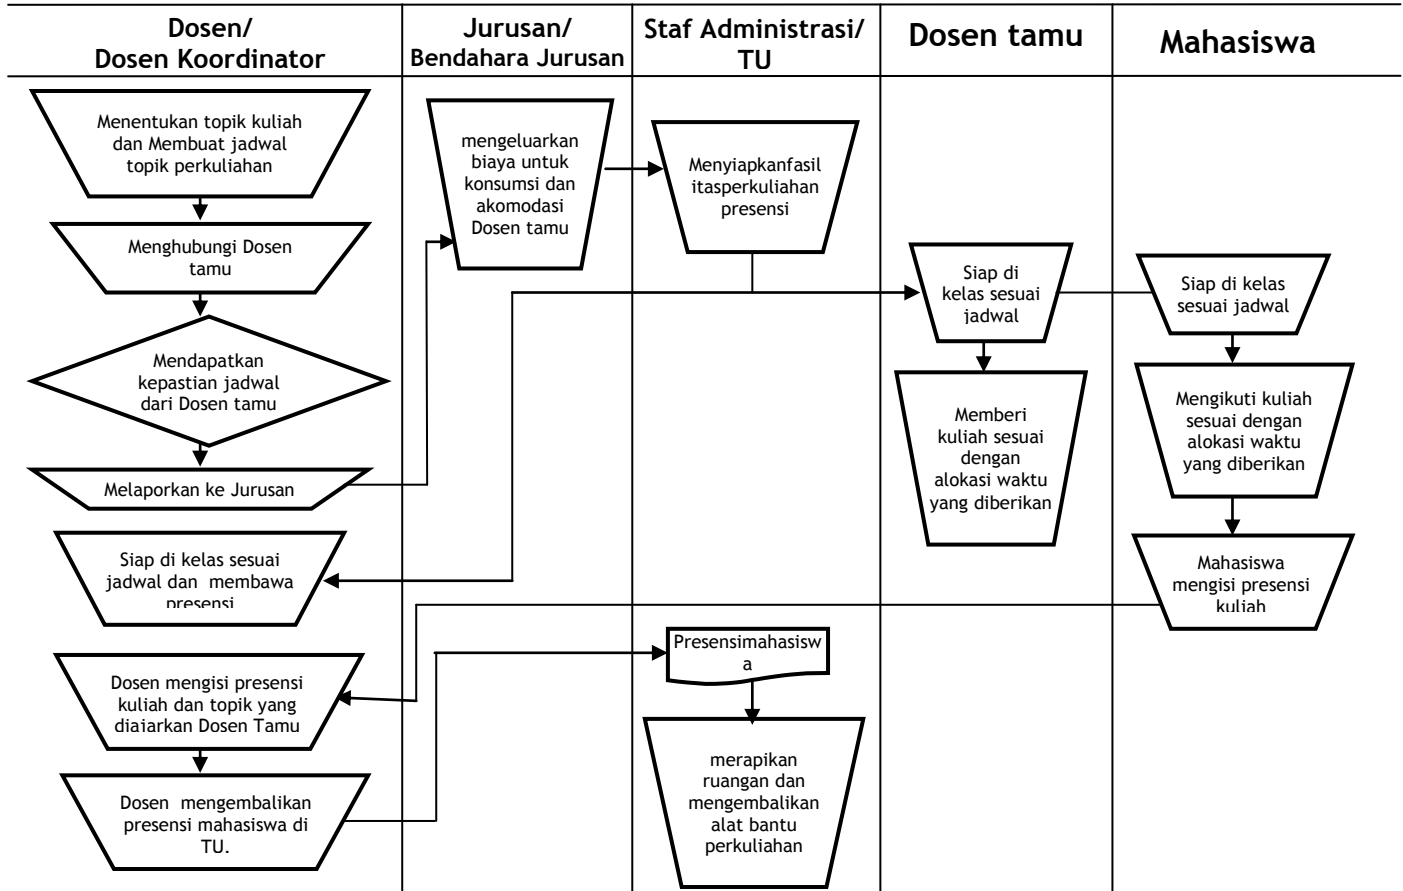 Dosen/
Dosen Koordinator
Jurusan/
Bendahara Jurusan
Staf Administrasi/
TU
Dosen tamu
Mahasiswa
Menentukan topik kuliah
dan Membuat jadwal
topik perkuliahan
Menghubungi Dosen
tamu
Mendapatkan
kepastian jadwal
dari Dosen tamu
Melaporkan ke Jurusan
Siap di kelas sesuai
jadwal dan membawa
presensi
Dosen mengisi presensi
kuliah dan topik yang
diajarkan Dosen Tamu
Dosen mengembalikan
presensi mahasiswa di
TU.
mengeluarkan
biaya untuk
konsumsi dan
akomodasi
Dosen tamu
Menyiapkanfasil
itasperkuliahan
presensi
Presensimahasisw
a
merapikan
ruangan dan
mengembalikan
alat bantu
perkuliahan
Siap di
kelas sesuai
jadwal
Memberi
kuliah sesuai
dengan
alokasi waktu
yang diberikan
Siap di kelas
sesuai jadwal
Mengikuti kuliah
sesuai dengan
alokasi waktu
yang diberikan
Mahasiswa
mengisi presensi
kuliah